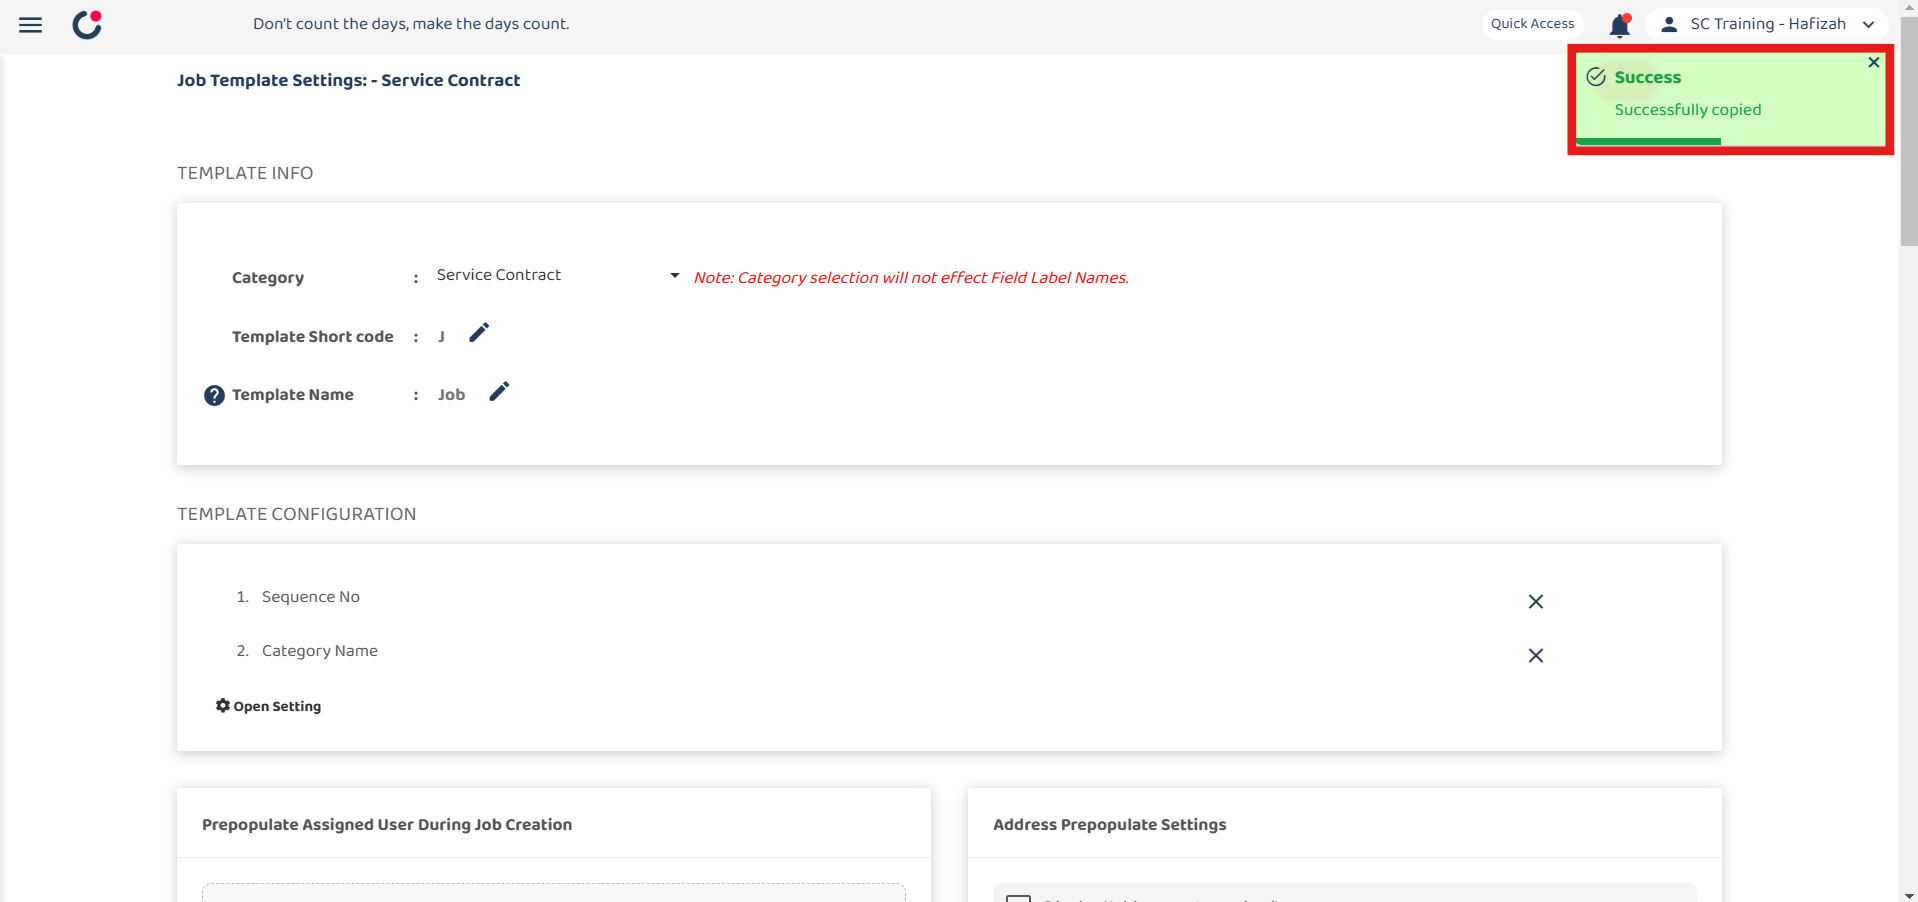 Don't count the days, make the days count.
Quick Access
SC Training - Hafizah
Job Template Settings: - Service Contract
Success
Successfully copied
TEMPLATE INFO
Category : Service Contract Note: Category selection will not effect Field Label Names.
Template Short code : J
Template Name : Job
TEMPLATE CONFIGURATION
1. Sequence No
2. Category Name
Open Setting
Prepopulate Assigned User During Job Creation
Address Prepopulate Settings